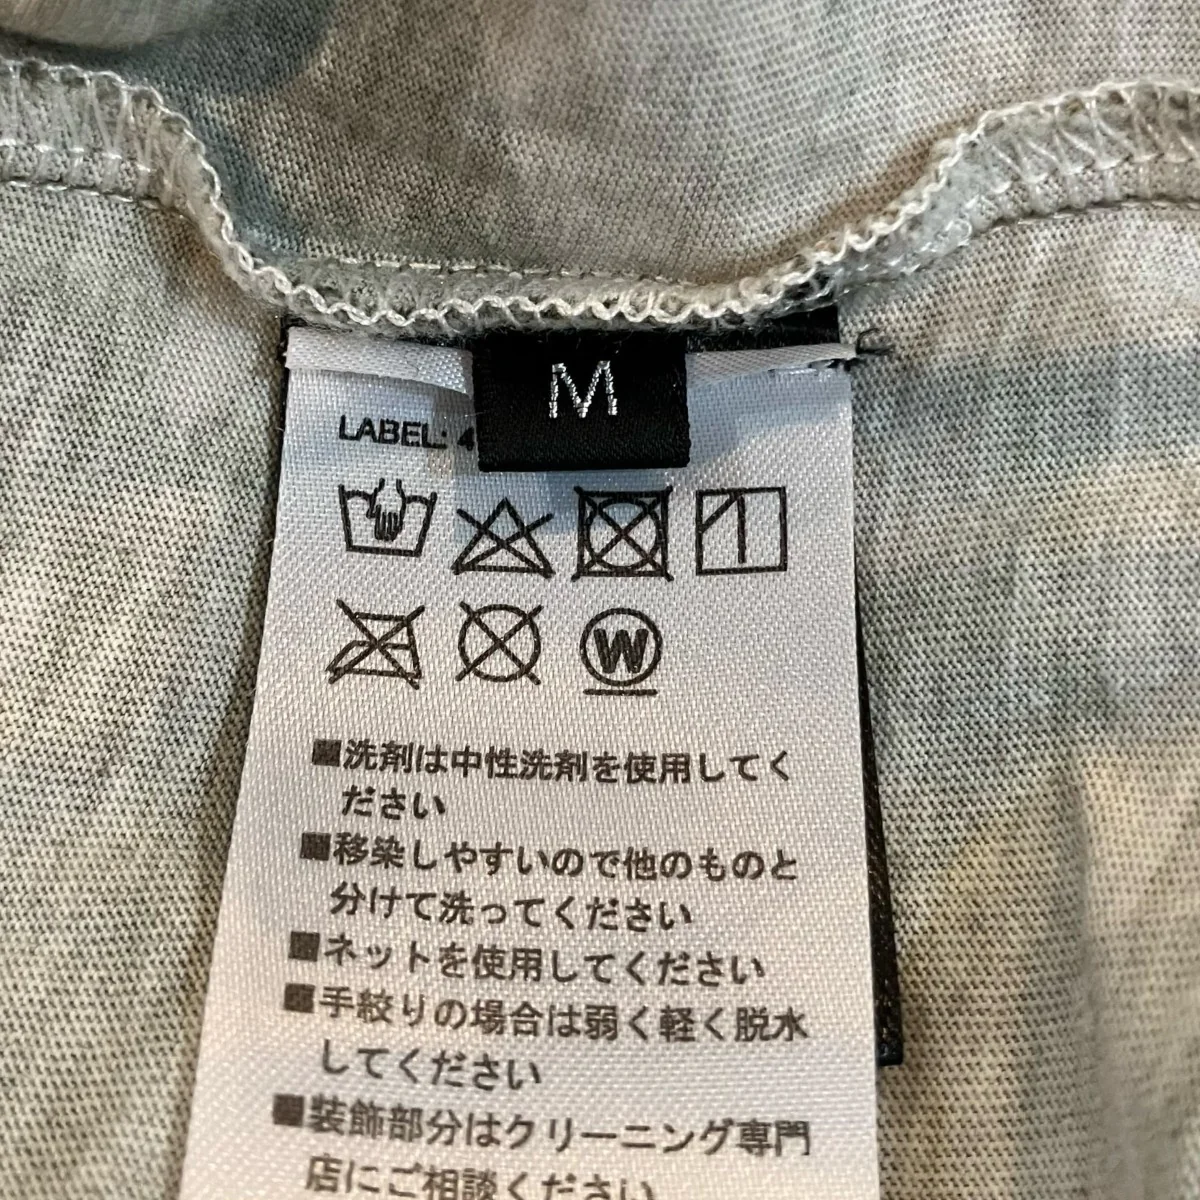 M
LABEL: 4
W
■洗剤は中性洗剤を使用してく
ださい
■移染しやすいので他のものと
分けて洗ってください
■ネットを使用してください
■手絞りの場合は弱く軽く脱水
してください
■装飾部分はクリーニング専門
店にご相談ください